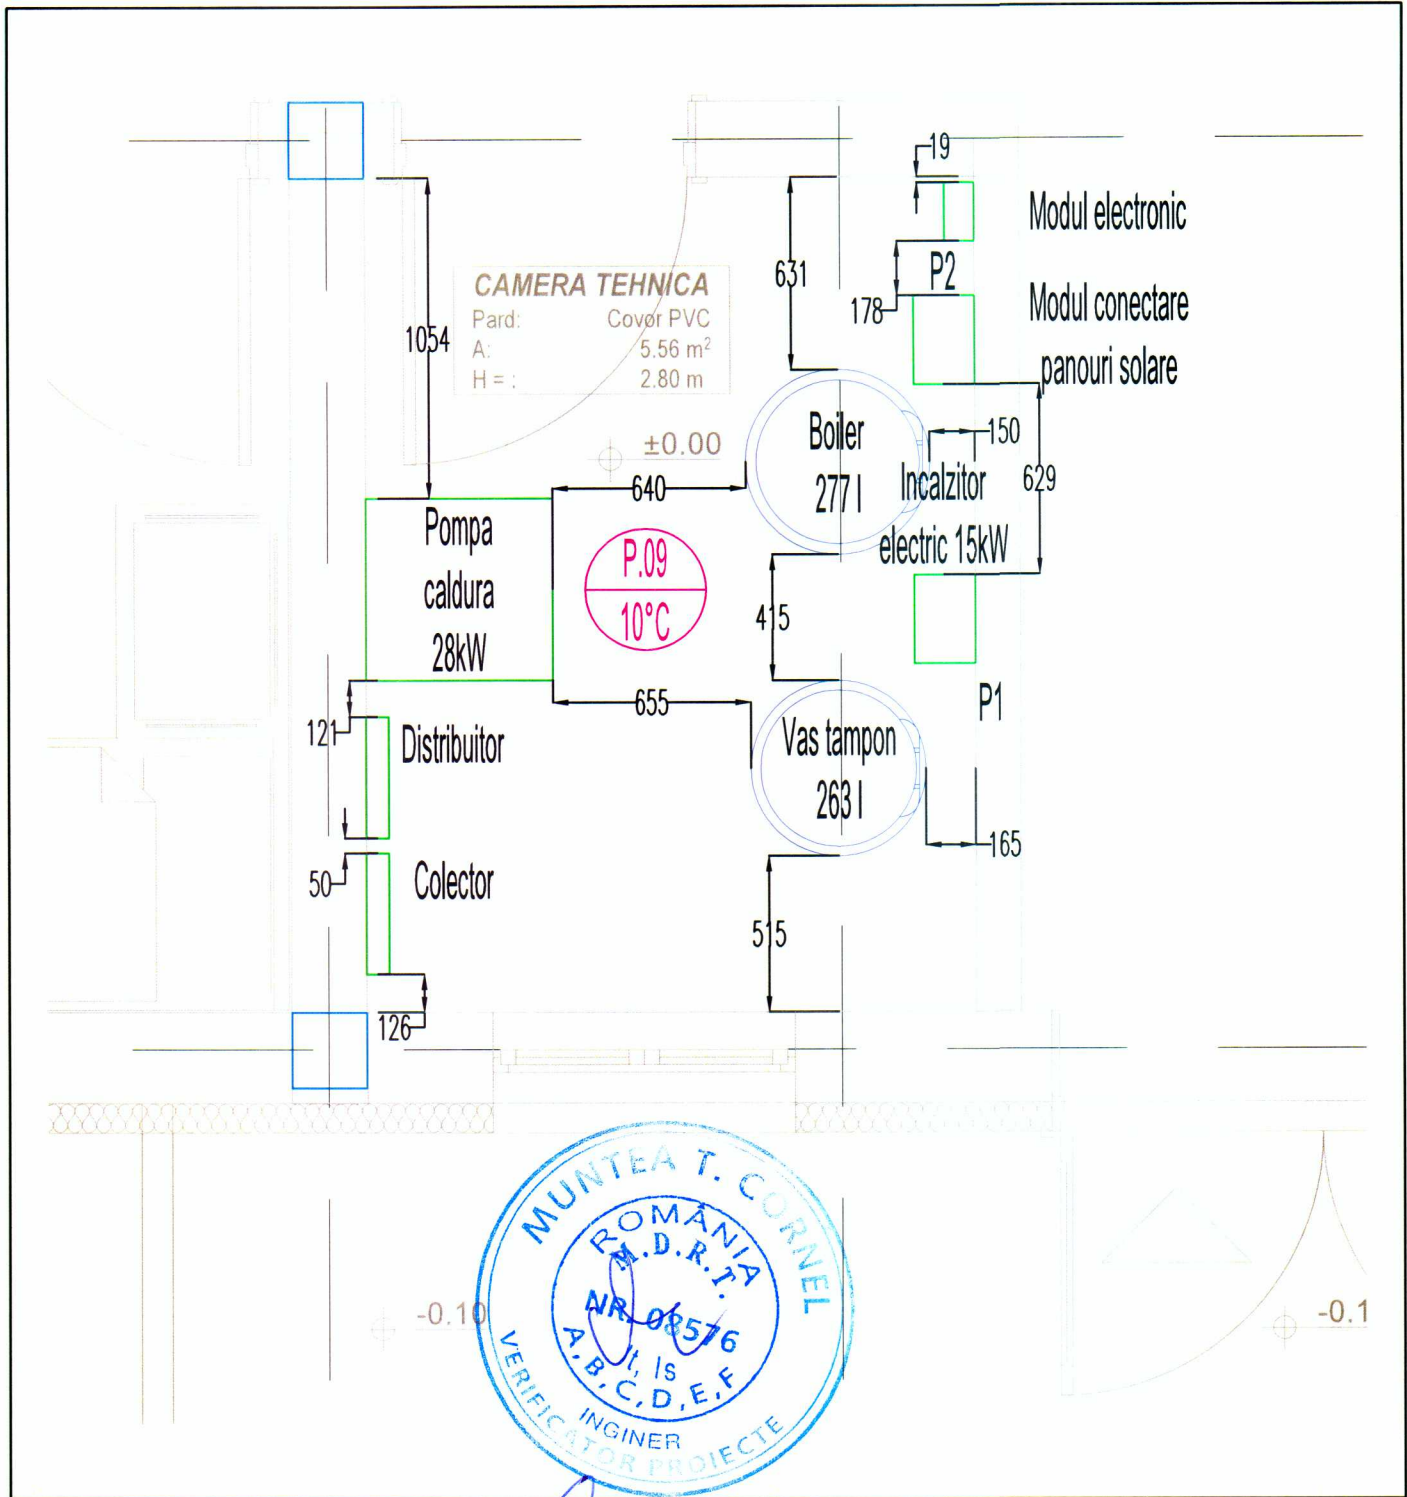 19
Modul electronic
631
P2
CAMERA TEHNICA
Pard: Covor PVC
A: 5.56 m²
H = : 2.80 m
1054
178
Modul conectare
panouri solare
±0.00
Boiler
277 l
150
640
629
Incalzitor
electric 15kW
Pompa
caldura
28kW
P.09
10°C
415
655
P1
121
Distribuitor
Vas tampon
263 l
165
50
Colector
515
126
MUNTEA T. CORNEL
ROMÂNIA
M.D.R.T.
NR. 08576
It, Is
A,B,C,D,E,F
INGINER
VERIFICATOR PROIECTE
-0.10
-0.1